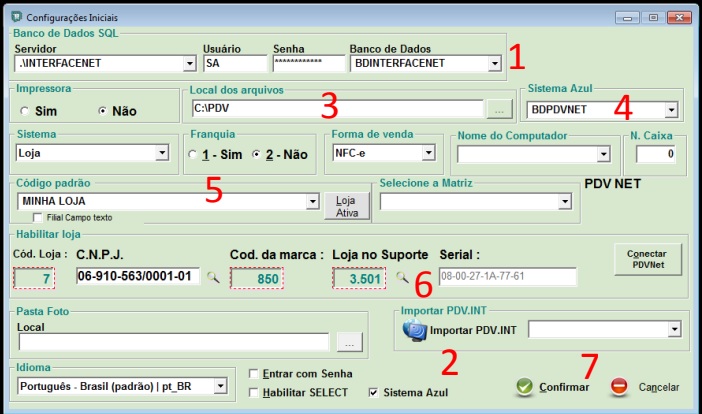 Configurações Iniciais
Banco de Dados SQL
Servidor Usuário Senha Banco de Dados
.\INTERFACENET SA ************ BDINTERFACENET 1
Impressora Local dos arquivos Sistema Azul
Sim Não C:\PDV ... 3 BDPDVNET 4
Sistema Franquia Forma de venda Nome do Computador N. Caixa
Loja 1 - Sim 2 - Não NFC-e 0
Código padrão 5 Selecione a Matriz PDV NET
MINHA LOJA Loja Ativa
Filial Campo texto
Habilitar loja
Cód. Loja : C.N.P.J. Cod. da marca : Loja no Suporte Serial : Conectar PDVNet
7 06-910-563/0001-01 850 3.501 6 08-00-27-1A-77-61
Pasta Foto Importar PDV.INT
Local Importar PDV.INT
...
2 7
Idioma Entrar com Senha
Português - Brasil (padrão) | pt_BR Habilitar SELECT Sistema Azul Confirmar Cancelar